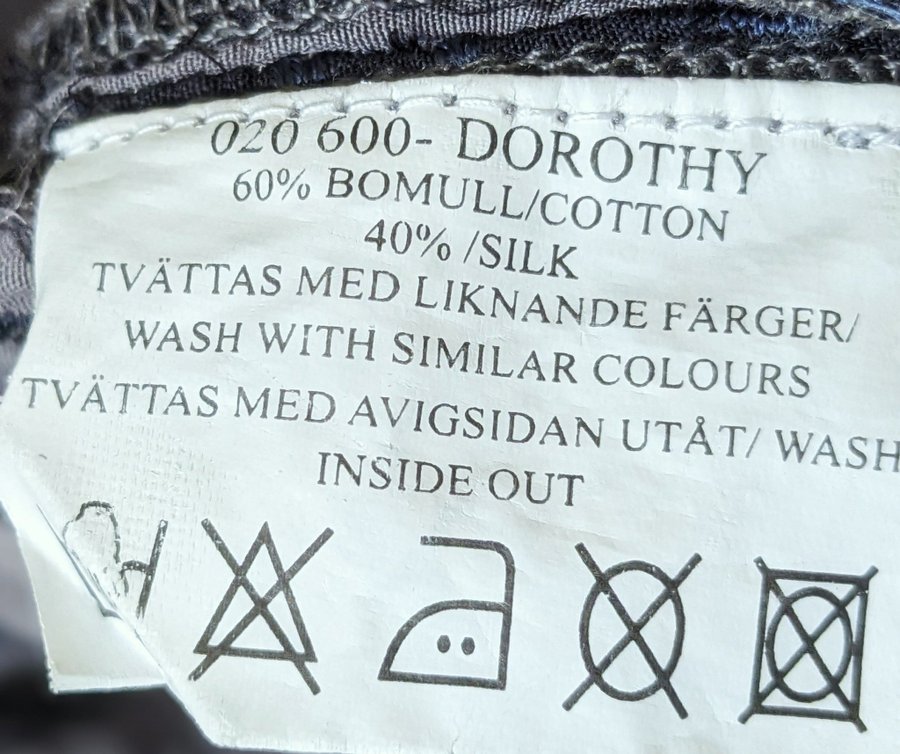 020 600- DOROTHY
60% BOMULL/COTTON
40% /SILK
TVÄTTAS MED LIKNANDE FÄRGER/
WASH WITH SIMILAR COLOURS
TVÄTTAS MED AVIGSIDAN UTÅT/ WASH
INSIDE OUT